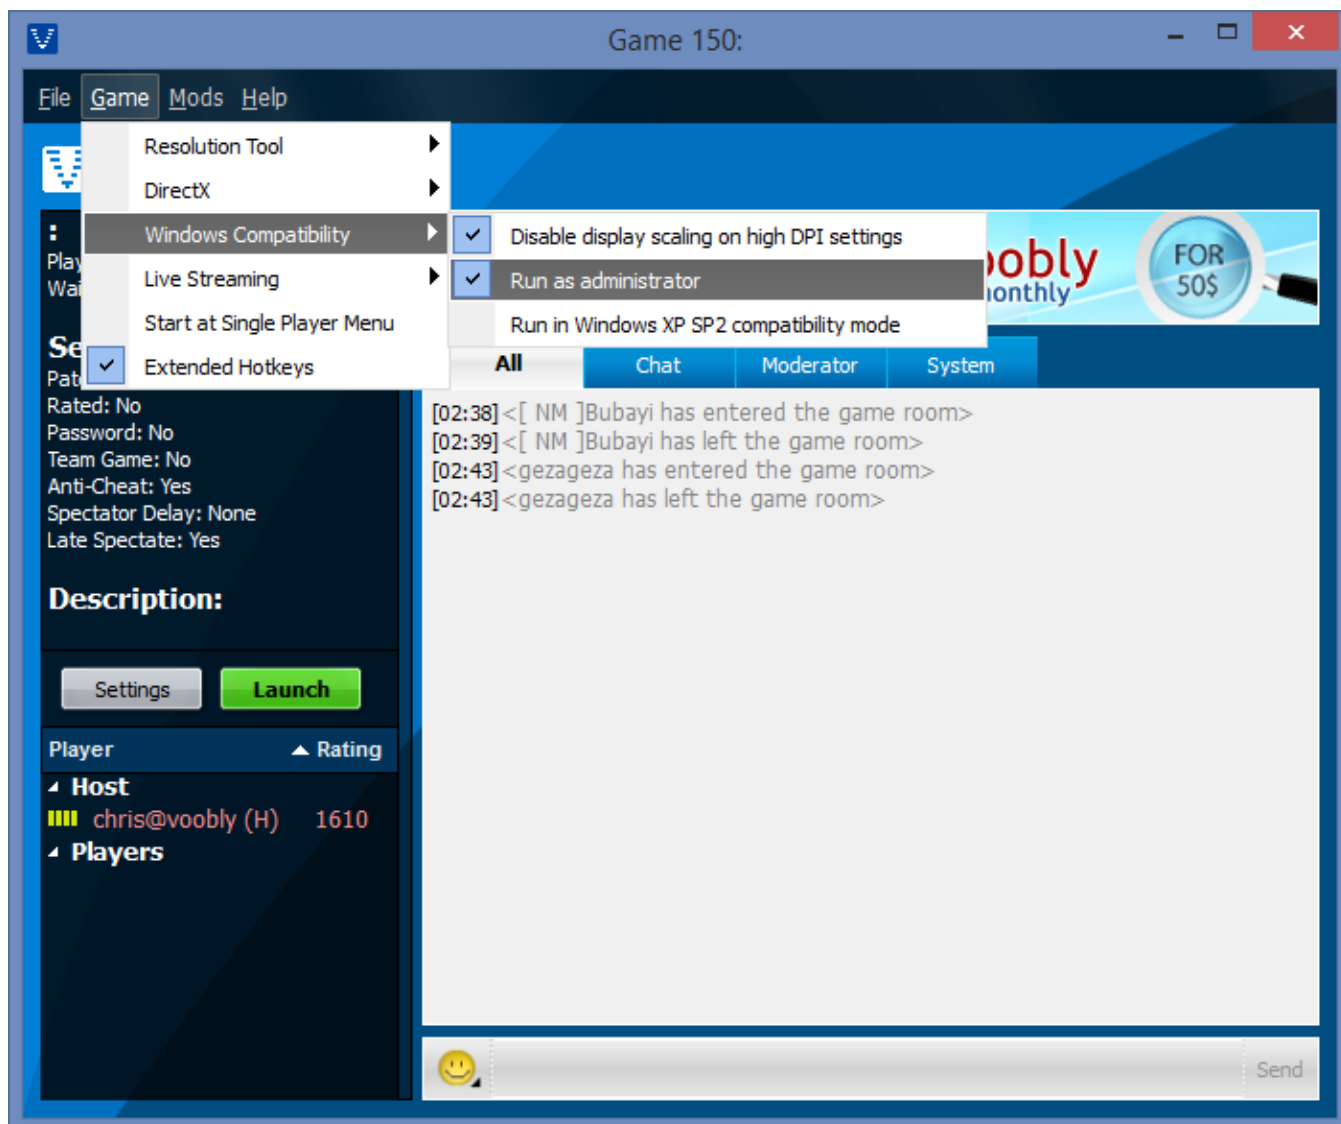 Game 150:
File Game Mods Help
Resolution Tool
DirectX
Windows Compatibility
Live Streaming
Start at Single Player Menu
Extended Hotkeys
Disable display scaling on high DPI settings
Run as administrator
Run in Windows XP SP2 compatibility mode
:
FOR
50$
Rated: No
Password: No
Team Game: No
Anti-Cheat: Yes
Spectator Delay: None
Late Spectate: Yes
Description:
Settings Launch
Player Rating
Host
chris@voobly (H) 1610
Players
All Chat Moderator System
[02:38]<[ NM ]Bubayi has entered the game room>
[02:39]<[ NM ]Bubayi has left the game room>
[02:43]<gezageza has entered the game room>
[02:43]<gezageza has left the game room>
Send